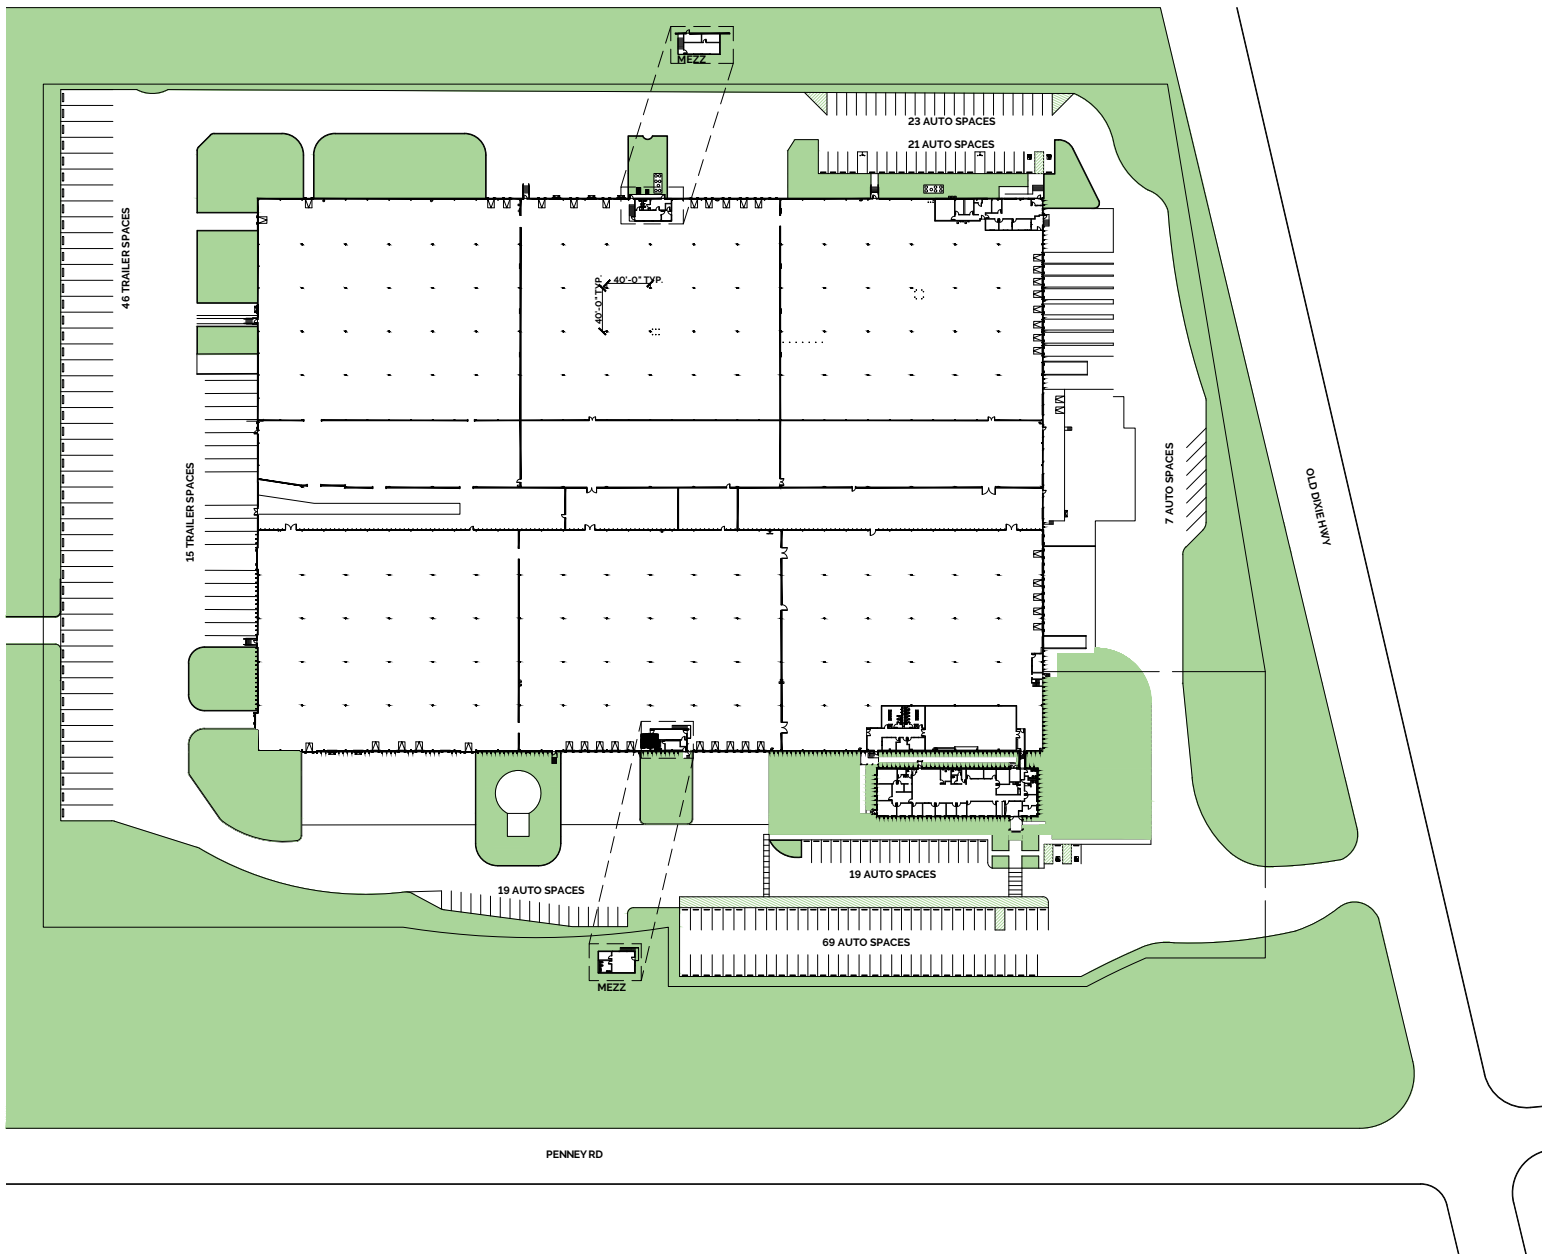 MEZZ
23 AUTO SPACES
21 AUTO SPACES
46 TRAILER SPACES
40'-0" TYP.
40'-0" TYP.
15 TRAILER SPACES
7 AUTO SPACES
OLD DIXIE HWY
19 AUTO SPACES
19 AUTO SPACES
69 AUTO SPACES
MEZZ
PENNEY RD